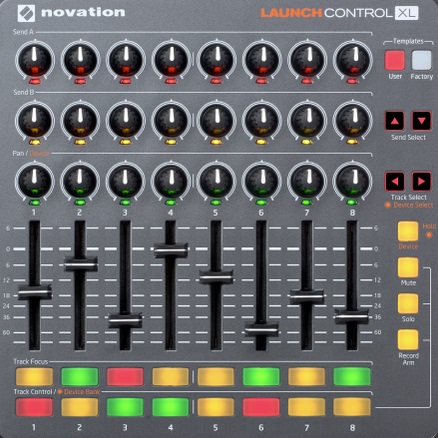 novation
LAUNCHCONTROL XL
Send A
Templates
User Factory
Send B
Send Select
Pan / Device
Track Select
Device Select
1 2 3 4 5 6 7 8
6 6
0 0
6 6
12 12
18 18
24 24
36 36
60 60
Hold
Device
Mute
Solo
Record
Arm
Track Focus
Track Control / Device Bank
1 2 3 4 5 6 7 8